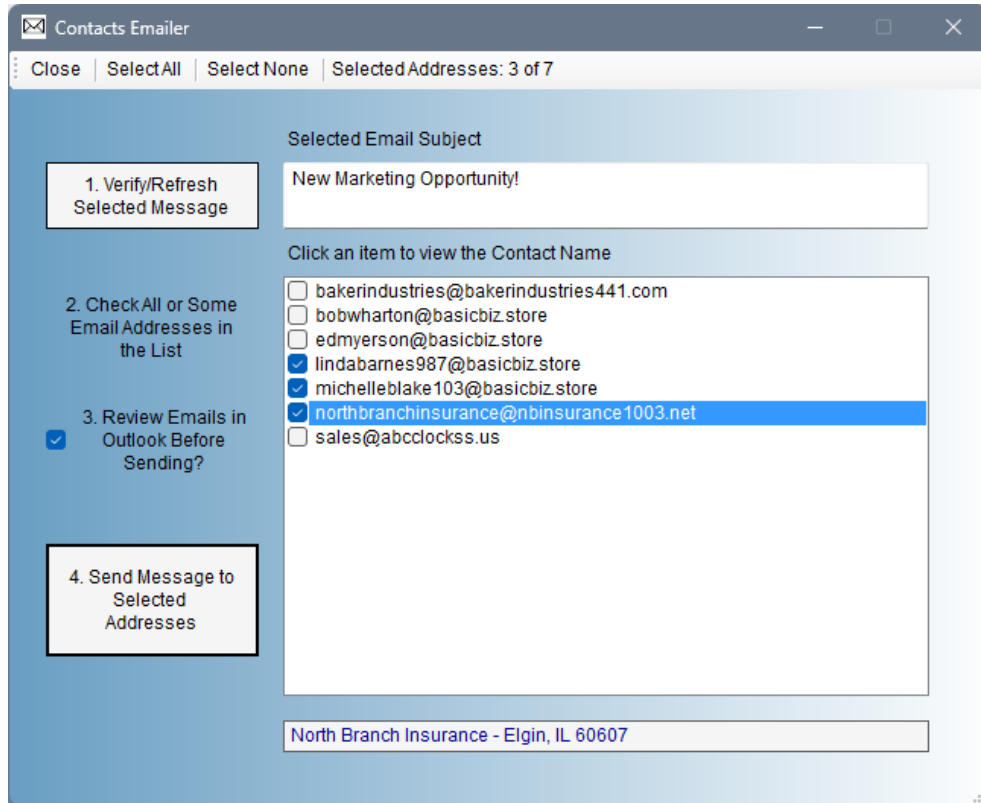 Contacts Emailer
Close
Select All
Select None
Selected Addresses: 3 of 7
Selected Email Subject
1. Verify/Refresh
Selected Message
New Marketing Opportunity!
Click an item to view the Contact Name
2. Check All or Some
Email Addresses in
the List
3. Review Emails in
Outlook Before
Sending?
4. Send Message to
Selected
Addresses
bakerindustries@bakerindustries441.com
bobwharton@basicbiz.store
edmyerson@basicbiz.store
lindabarnes987@basicbiz.store
michelleblake103@basicbiz.store
northbranchinsurance@nbinsurance1003.net
sales@abcclockss.us
North Branch Insurance - Elgin, IL 60607